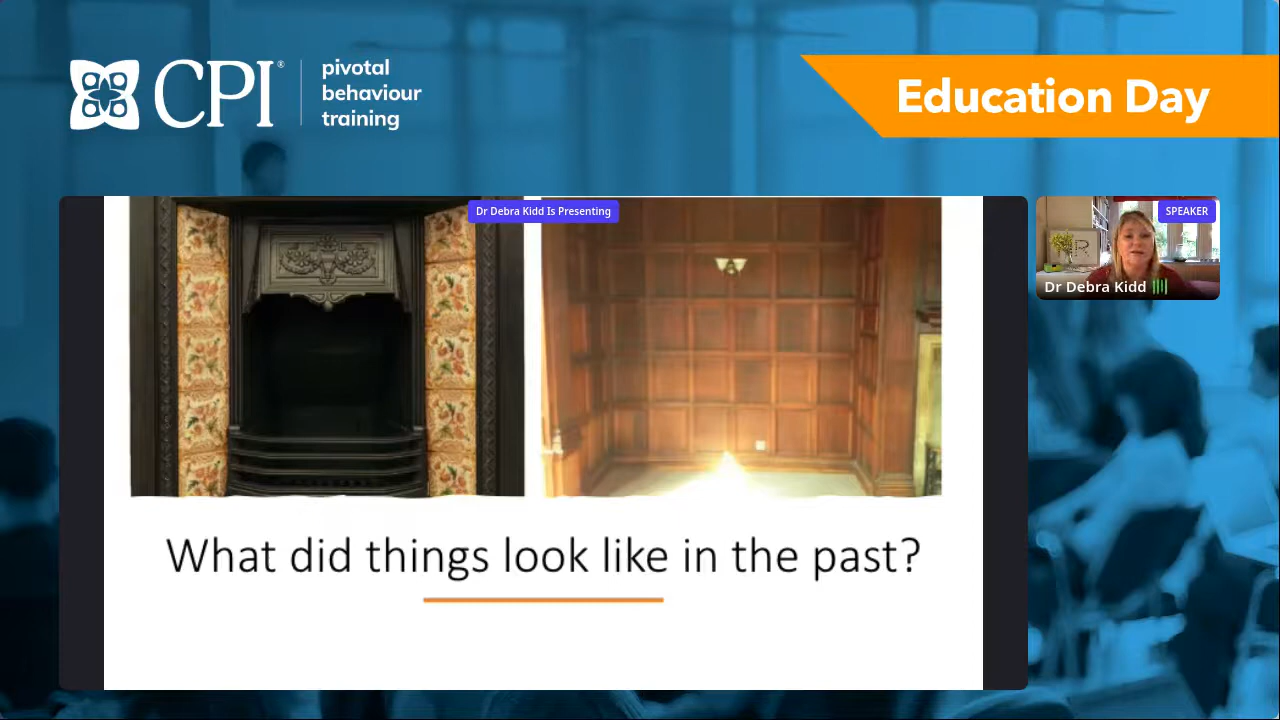 CPI®
pivotal
behaviour
training
Education Day
Dr Debra Kidd Is Presenting
SPEAKER
Dr Debra Kidd
What did things look like in the past?